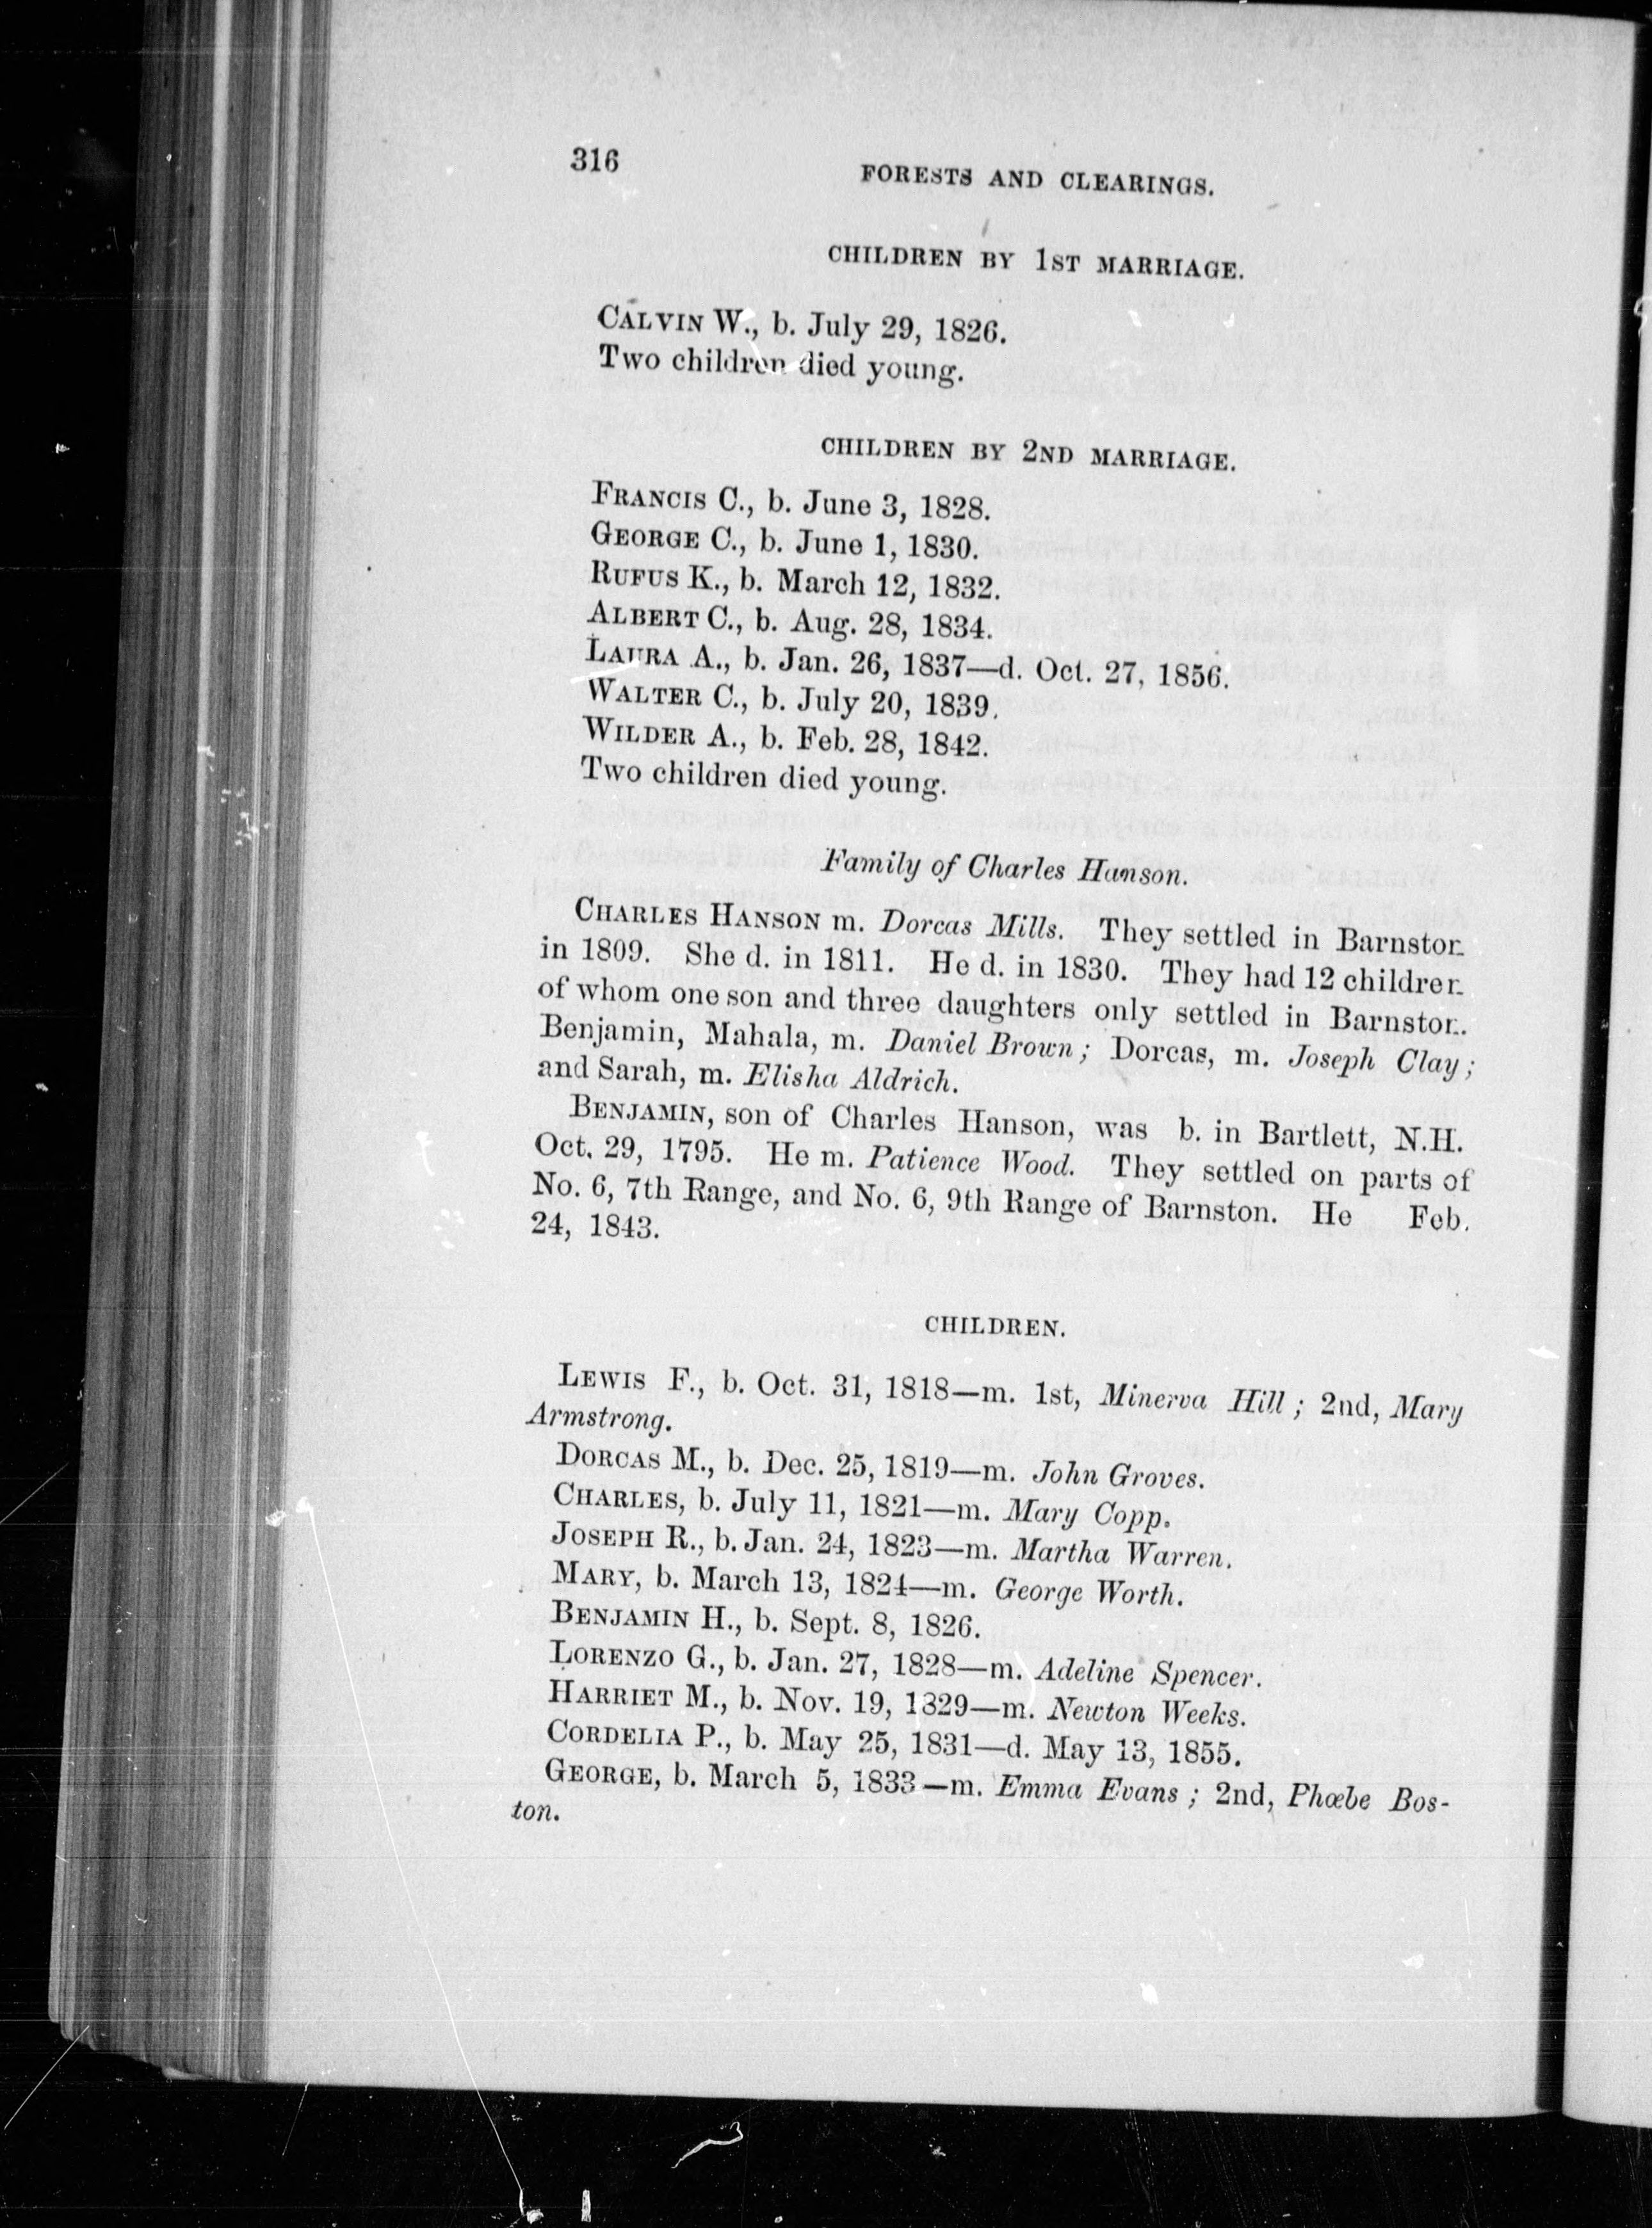 316
FORESTS AND CLEARINGS.
CHILDREN BY 1ST MARRIAGE.
CALVIN W., b. July 29, 1826.
Two children died young.
CHILDREN BY 2ND MARRIAGE.
FRANCIS C., b. June 3, 1828.
GEORGE C., b. June 1, 1830.
RUFUS K., b. March 12, 1832.
ALBERT C., b. Aug. 28, 1834.
LAURA A., b. Jan. 26, 1837—d. Oct. 27, 1856.
WALTER C., b. July 20, 1839.
WILDER A., b. Feb. 28, 1842.
Two children died young.
Family of Charles Hanson.
CHARLES HANSON m. Dorcas Mills. They settled in Barnston
in 1809. She d. in 1811. He d. in 1830. They had 12 children
of whom one son and three daughters only settled in Barnston.
Benjamin, Mahala, m. Daniel Brown; Dorcas, m. Joseph Clay;
and Sarah, m. Elisha Aldrich.
BENJAMIN, son of Charles Hanson, was b. in Bartlett, N.H.
Oct. 29, 1795. He m. Patience Wood. They settled on parts of
No. 6, 7th Range, and No. 6, 9th Range of Barnston. He Feb.
24, 1843.
CHILDREN.
LEWIS F., b. Oct. 31, 1818—m. 1st, Minerva Hill; 2nd, Mary
Armstrong.
DORCAS M., b. Dec. 25, 1819—m. John Groves.
CHARLES, b. July 11, 1821—m. Mary Copp.
JOSEPH R., b. Jan. 24, 1823—m. Martha Warren.
MARY, b. March 13, 1824—m. George Worth.
BENJAMIN H., b. Sept. 8, 1826.
LORENZO G., b. Jan. 27, 1828—m. Adeline Spencer.
HARRIET M., b. Nov. 19, 1829—m. Newton Weeks.
CORDELIA P., b. May 25, 1831—d. May 13, 1855.
GEORGE, b. March 5, 1833—m. Emma Evans; 2nd, Phœbe Bos-
ton.